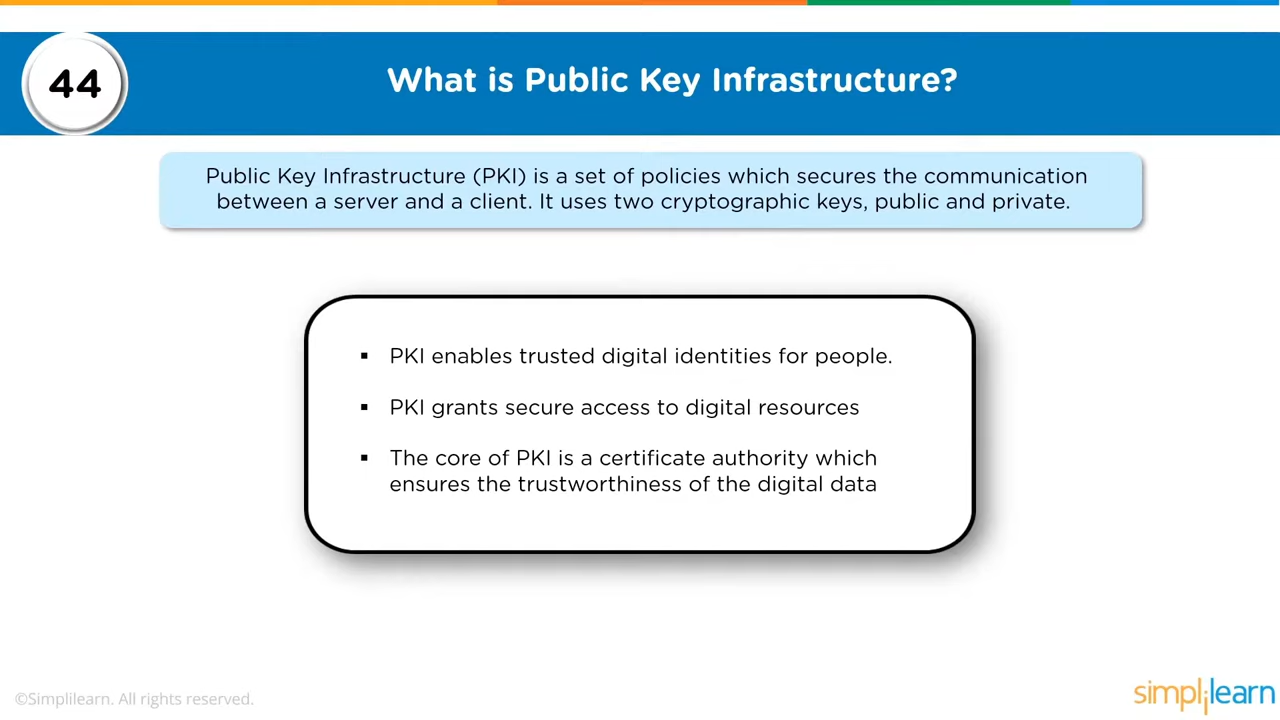 44
What is Public Key Infrastructure?
Public Key Infrastructure (PKI) is a set of policies which secures the communication
between a server and a client. It uses two cryptographic keys, public and private.
▪ PKI enables trusted digital identities for people.
▪ PKI grants secure access to digital resources
▪ The core of PKI is a certificate authority which
ensures the trustworthiness of the digital data
©Simplilearn. All rights reserved.
simplilearn